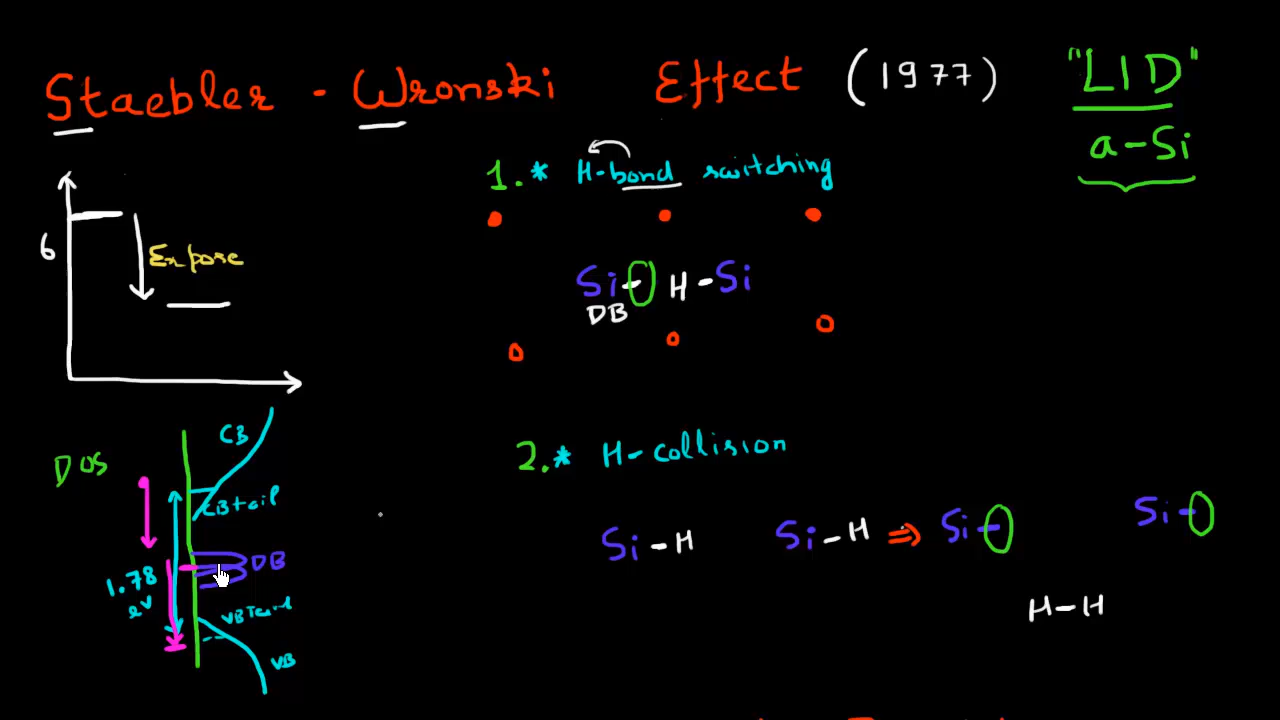 Staebler - Wronski Effect (1977) "LID"
a-Si
1.* H-bond switching
6
Expose
Si- H-Si
DB
DOS
CB
CB tail
DB
1.78
eV
VB Tail
VB
2.* H-collision
Si-H Si-H ⇒ Si- Si-
H-H